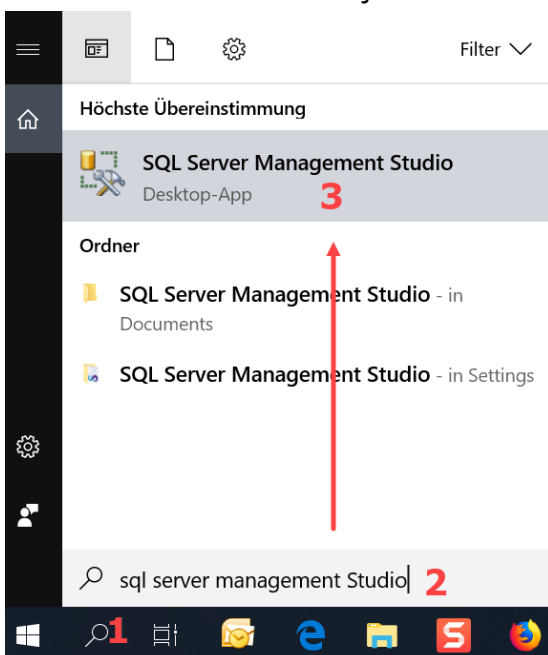 Filter
Höchste Übereinstimmung
SQL Server Management Studio
Desktop-App
3
Ordner
SQL Server Management Studio - in
Documents
SQL Server Management Studio - in Settings
sql server management Studio 2
1